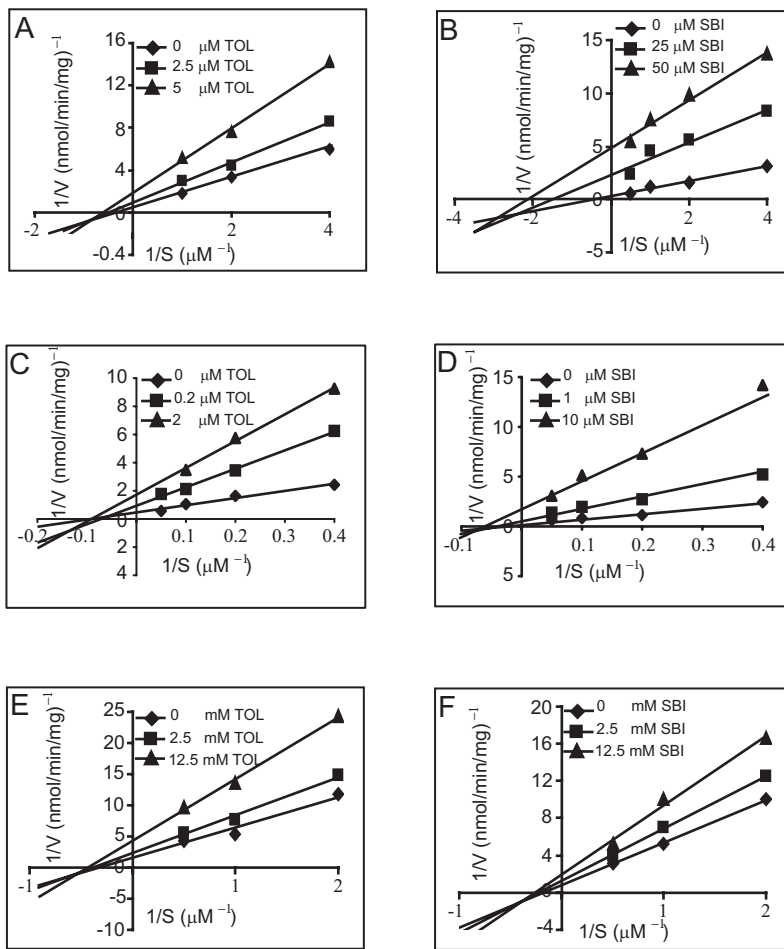 A
1/V (nmol/min/mg)⁻¹
0 μM TOL
2.5 μM TOL
5 μM TOL
16
12
8
4
0
-0.4
-2
2
4
1/S (μM⁻¹)
B
1/V (nmol/min/mg)⁻¹
0 μM SBI
25 μM SBI
50 μM SBI
15
10
5
0
-5
-4
-2
0
2
4
1/S (μM⁻¹)
C
1/V (nmol/min/mg)⁻¹
0 μM TOL
0.2 μM TOL
2 μM TOL
10
8
6
4
2
0
2
4
-0.2
-0.1
0.1
0.2
0.3
0.4
1/S (μM⁻¹)
D
1/V (nmol/min/mg)⁻¹
0 μM SBI
1 μM SBI
10 μM SBI
15
10
5
0
5
-0.1
0.1
0.2
0.3
0.4
1/S (μM⁻¹)
E
1/V (nmol/min/mg)⁻¹
0 mM TOL
2.5 mM TOL
12.5 mM TOL
25
20
15
10
5
0
-5
-10
-1
1
2
1/S (μM⁻¹)
F
1/V (nmol/min/mg)⁻¹
0 mM SBI
2.5 mM SBI
12.5 mM SBI
20
16
12
8
4
0
-4
-1
0
1
2
1/S (μM⁻¹)